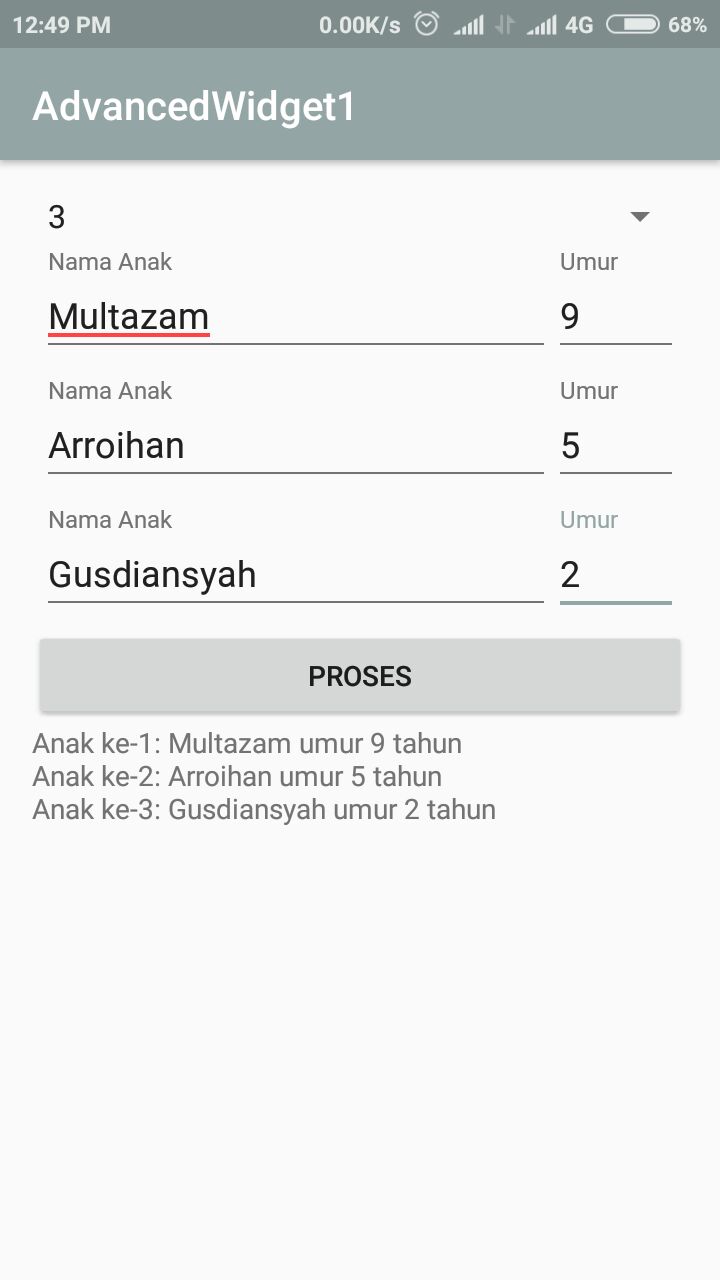 12:49 PM 0.00K/s 4G 68%
AdvancedWidget1
3
Nama Anak Umur
Multazam 9
Nama Anak Umur
Arroihan 5
Nama Anak Umur
Gusdiansyah 2
PROSES
Anak ke-1: Multazam umur 9 tahun
Anak ke-2: Arroihan umur 5 tahun
Anak ke-3: Gusdiansyah umur 2 tahun